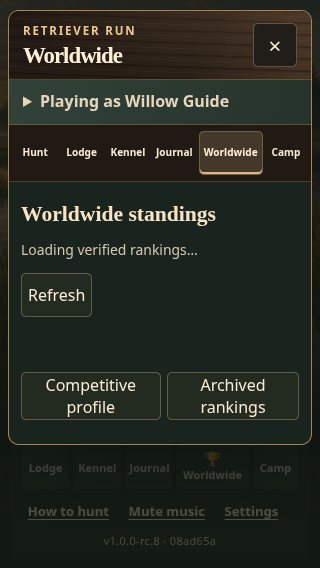 RETRIEVER RUN
Worldwide
×
▶ Playing as Willow Guide
Hunt Lodge Kennel Journal Worldwide Camp
Worldwide standings
Loading verified rankings…
Refresh
Competitive profile
Archived rankings
Lodge Kennel Journal Worldwide Camp
How to hunt Mute music Settings
v1.0.0-rc.8 · 08ad65a